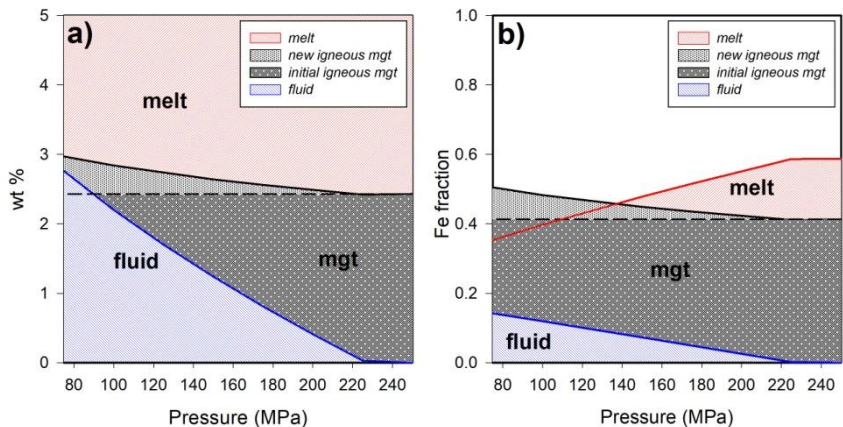 a)
melt
new igneous mgt
initial igneous mgt
fluid
melt
mgt
fluid
wt %
5
4
3
2
1
0
80 100 120 140 160 180 200 220 240
Pressure (MPa)
b)
melt
new igneous mgt
initial igneous mgt
fluid
melt
mgt
fluid
Fe fraction
1.0
0.8
0.6
0.4
0.2
0.0
80 100 120 140 160 180 200 220 240
Pressure (MPa)